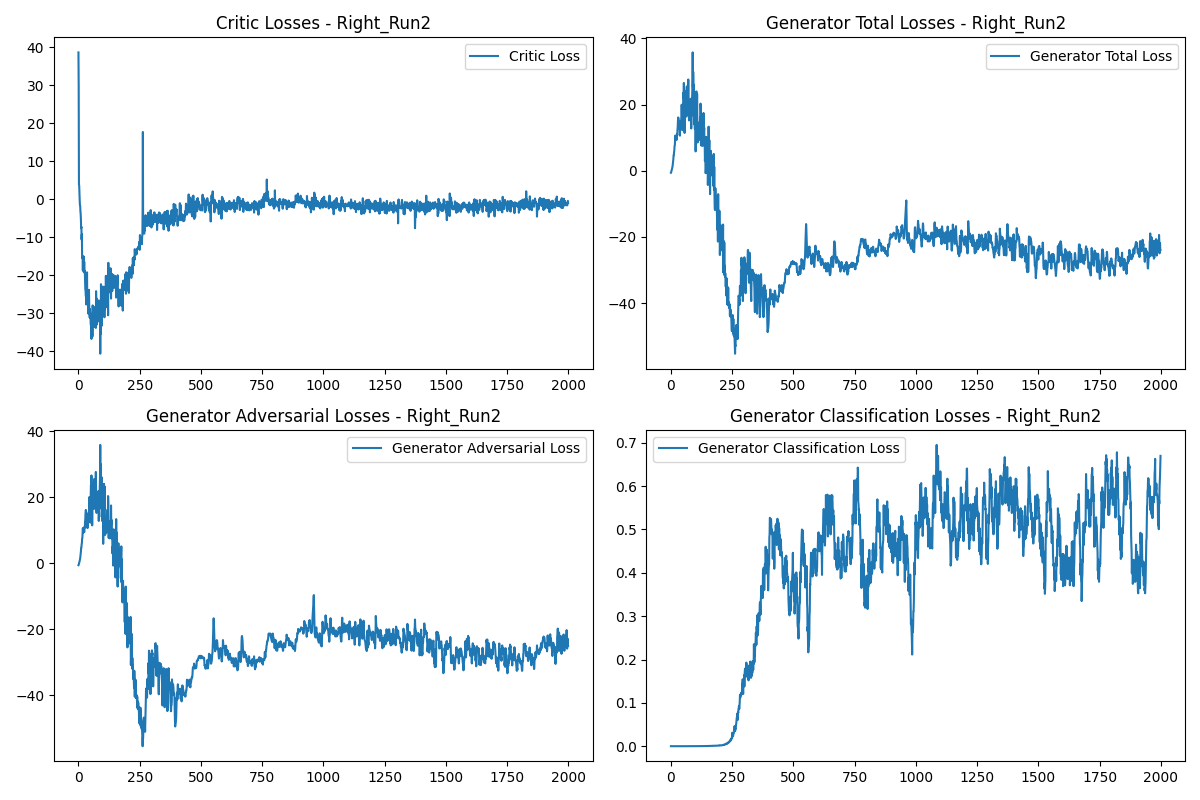 Critic Losses - Right_Run2
Critic Loss
40
30
20
10
0
−10
−20
−30
−40
0 250 500 750 1000 1250 1500 1750 2000
Generator Total Losses - Right_Run2
Generator Total Loss
40
20
0
−20
−40
0 250 500 750 1000 1250 1500 1750 2000
Generator Adversarial Losses - Right_Run2
Generator Adversarial Loss
40
20
0
−20
−40
0 250 500 750 1000 1250 1500 1750 2000
Generator Classification Losses - Right_Run2
Generator Classification Loss
0.7
0.6
0.5
0.4
0.3
0.2
0.1
0.0
0 250 500 750 1000 1250 1500 1750 2000